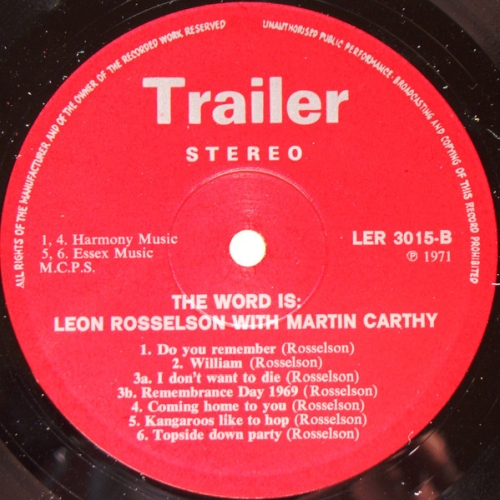 ALL RIGHTS OF THE MANUFACTURER AND OF THE OWNER OF THE RECORDED WORK RESERVED
UNAUTHORISED PUBLIC PERFORMANCE, BROADCASTING AND COPYING OF THIS RECORD PROHIBITED
Trailer
STEREO
1, 4. Harmony Music
5, 6. Essex Music
M.C.P.S.
LER 3015-B
℗ 1971
THE WORD IS:
LEON ROSSELSON WITH MARTIN CARTHY
1. Do you remember (Rosselson)
2. William (Rosselson)
3a. I don't want to die (Rosselson)
3b. Remembrance Day 1969 (Rosselson)
4. Coming home to you (Rosselson)
5. Kangaroos like to hop (Rosselson)
6. Topside down party (Rosselson)